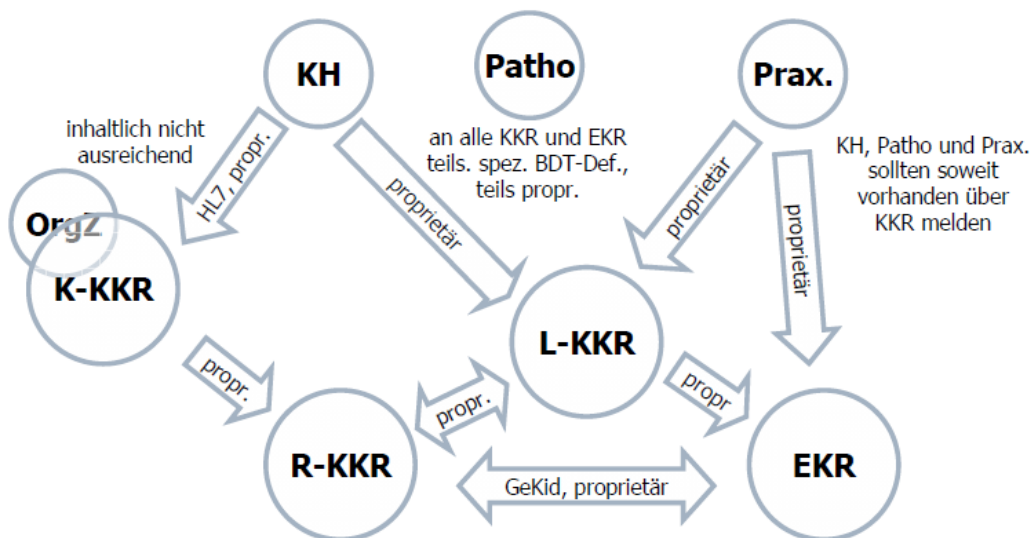 KH
Patho
Prax.
inhaltlich nicht
ausreichend
HL7, propr.
proprietär
an alle KKR und EKR
teils. spez. BDT-Def.,
teils propr.
proprietär
proprietär
KH, Patho und Prax.
sollten soweit
vorhanden über
KKR melden
OrgZ
K-KKR
L-KKR
propr.
propr.
propr
R-KKR
GeKid, proprietär
EKR